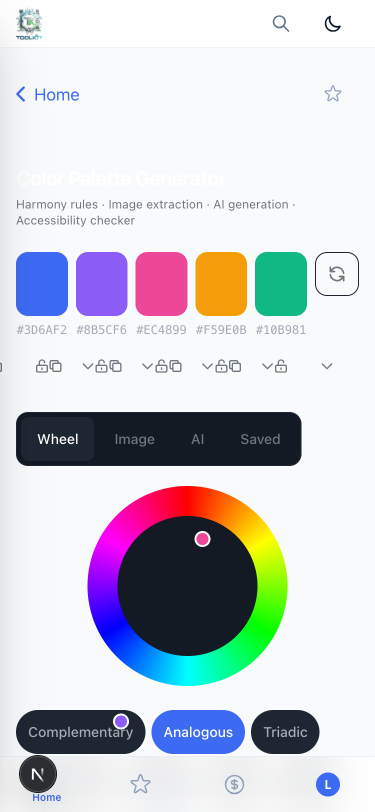 TOOLKIT
Home
Color Palette Generator
Harmony rules · Image extraction · AI generation ·
Accessibility checker
#3D6AF2 #8B5CF6 #EC4899 #F59E0B #10B981
Wheel Image AI Saved
Complementary Analogous Triadic
N
Home
L